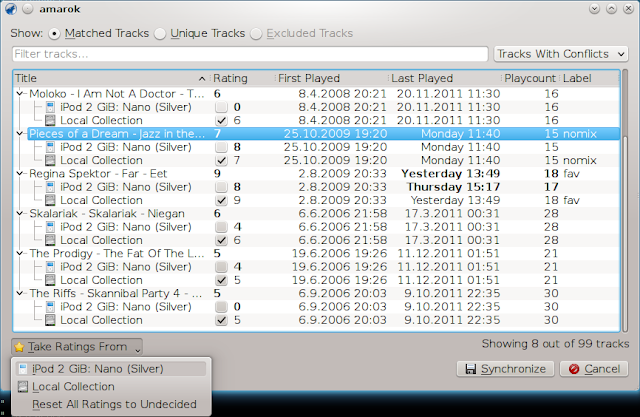 amarok
Show: Matched Tracks Unique Tracks Excluded Tracks
Filter tracks... Tracks With Conflicts
Title Rating First Played Last Played Playcount Label
Moloko - I Am Not A Doctor - T... 6 8.4.2008 20:21 20.11.2011 11:30 16
iPod 2 GiB: Nano (Silver) 0 8.4.2008 20:21 20.11.2011 11:30 16
Local Collection 6 8.4.2008 20:21 20.11.2011 11:30 16
Pieces of a Dream - Jazz in the... 7 25.10.2009 19:20 Monday 11:40 15 nomix
iPod 2 GiB: Nano (Silver) 8 25.10.2009 19:20 Monday 11:40 15
Local Collection 7 25.10.2009 19:20 Monday 11:40 15 nomix
Regina Spektor - Far - Eet 9 2.8.2009 20:33 Yesterday 13:49 18 fav
iPod 2 GiB: Nano (Silver) 8 2.8.2009 20:33 Thursday 15:17 17
Local Collection 9 2.8.2009 20:33 Yesterday 13:49 18 fav
Skalariak - Skalariak - Niegan 6 6.6.2006 21:58 17.3.2011 00:31 28
iPod 2 GiB: Nano (Silver) 4 6.6.2006 21:58 17.3.2011 00:31 28
Local Collection 6 6.6.2006 21:58 17.3.2011 00:31 28
The Prodigy - The Fat Of The L... 5 19.6.2006 19:26 11.12.2011 01:51 21
iPod 2 GiB: Nano (Silver) 4 19.6.2006 19:26 11.12.2011 01:51 21
Local Collection 5 19.6.2006 19:26 11.12.2011 01:51 21
The Riffs - Skannibal Party 4 - ... 5 6.9.2006 20:03 9.10.2011 22:35 30
iPod 2 GiB: Nano (Silver) 0 6.9.2006 20:03 9.10.2011 22:35 30
Local Collection 5 6.9.2006 20:03 9.10.2011 22:35 30
Take Ratings From Showing 8 out of 99 tracks
iPod 2 GiB: Nano (Silver) Synchronize Cancel
Local Collection
Reset All Ratings to Undecided